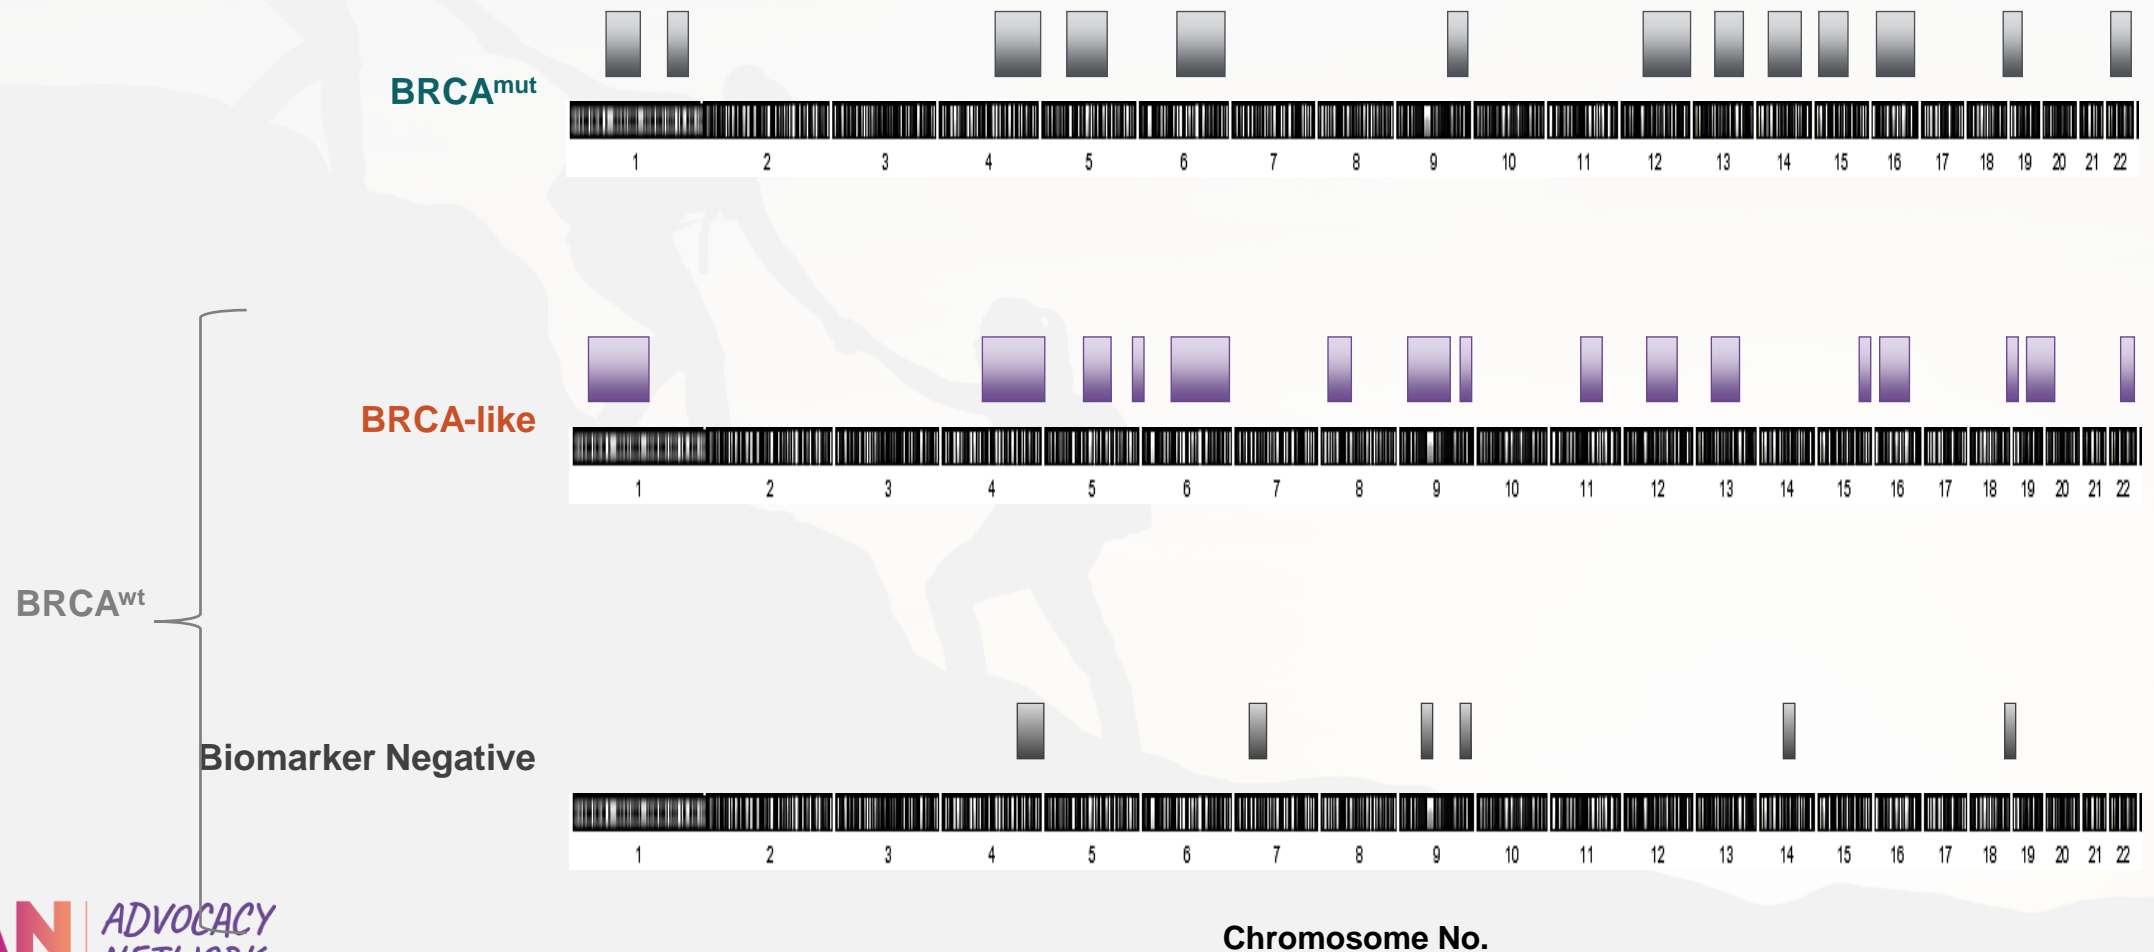 BRCAmut
1 2 3 4 5 6 7 8 9 10 11 12 13 14 15 16 17 18 19 20 21 22
BRCA-like
1 2 3 4 5 6 7 8 9 10 11 12 13 14 15 16 17 18 19 20 21 22
BRCAwt
Biomarker Negative
1 2 3 4 5 6 7 8 9 10 11 12 13 14 15 16 17 18 19 20 21 22
ADVOCACY
NETWORK
Chromosome No.